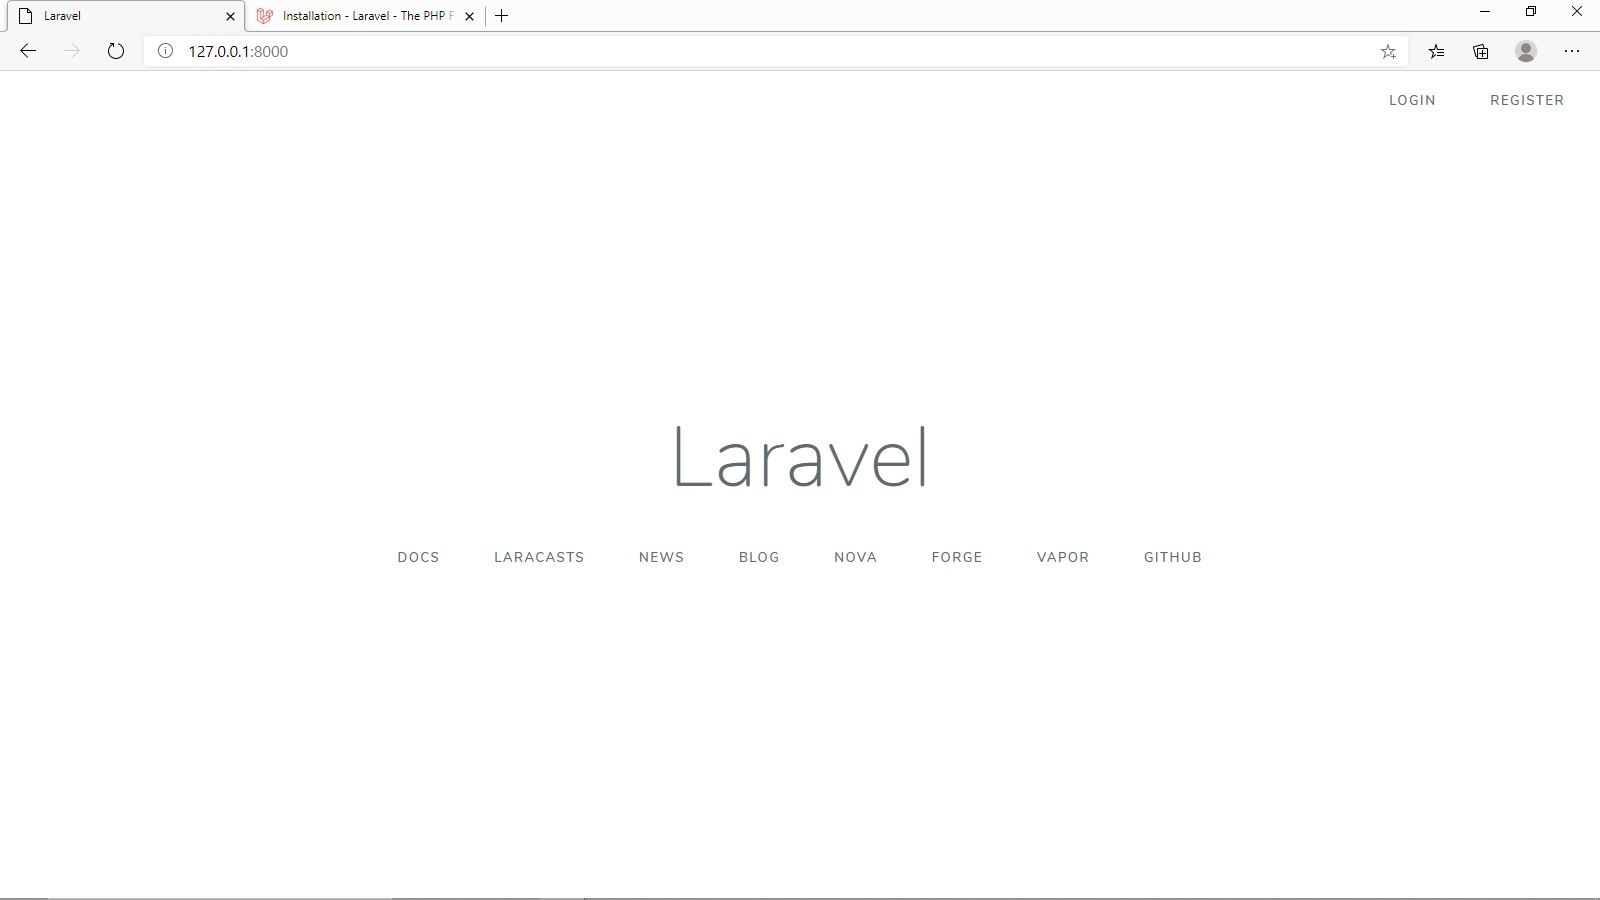 Laravel
Installation - Laravel - The PHP F
127.0.0.1:8000
LOGIN REGISTER
Laravel
DOCS LARACASTS NEWS BLOG NOVA FORGE VAPOR GITHUB